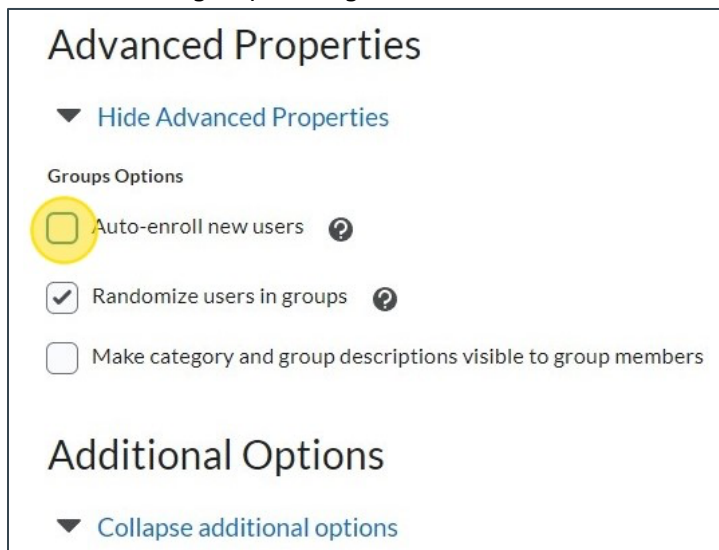 Advanced Properties
Hide Advanced Properties
Groups Options
Auto-enroll new users
Randomize users in groups
Make category and group descriptions visible to group members
Additional Options
Collapse additional options